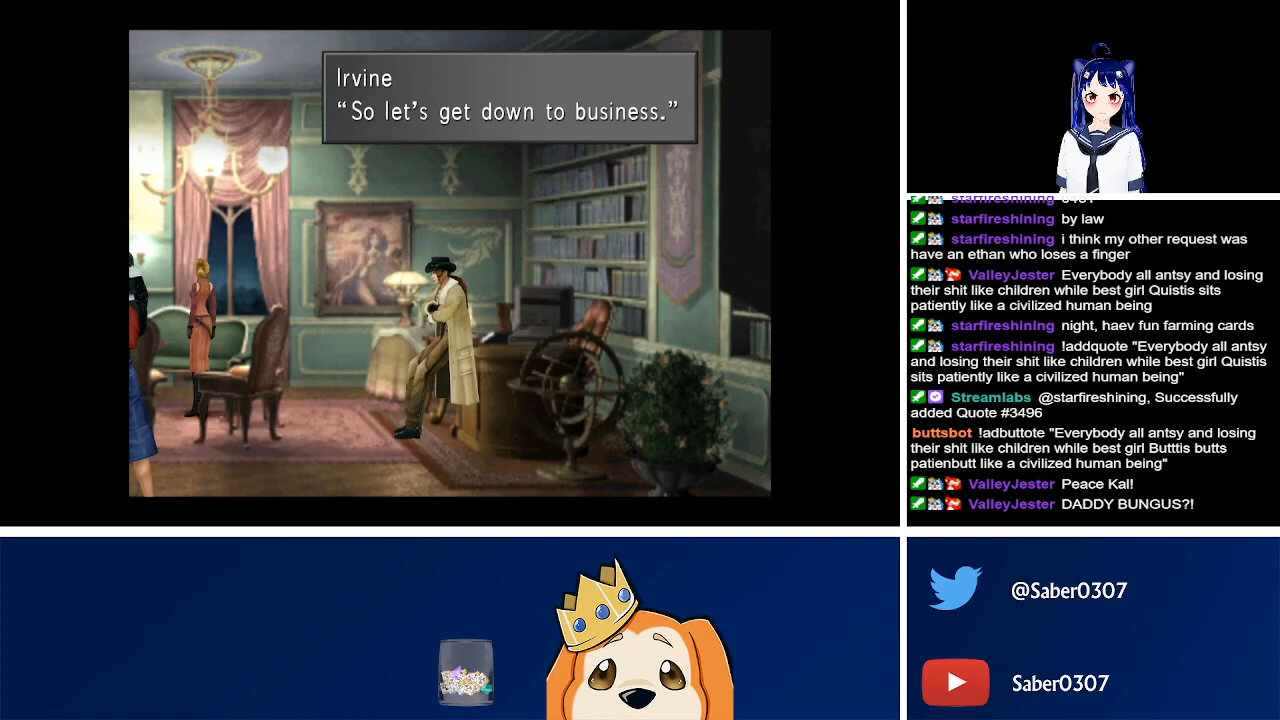 Irvine
“So let’s get down to business.”
starfireshining
starfireshining by law
starfireshining i think my other request was
have an ethan who loses a finger
ValleyJester Everybody all antsy and losing
their shit like children while best girl Quistis sits
patiently like a civilized human being
starfireshining night, haev fun farming cards
starfireshining !addquote "Everybody all antsy
and losing their shit like children while best girl Quistis
sits patiently like a civilized human being"
Streamlabs @starfireshining, Successfully
added Quote #3496
buttsbot !adbuttote "Everybody all antsy and losing
their shit like children while best girl Butttis butts
patienbutt like a civilized human being"
ValleyJester Peace Kal!
ValleyJester DADDY BUNGUS?!
@Saber0307
Saber0307